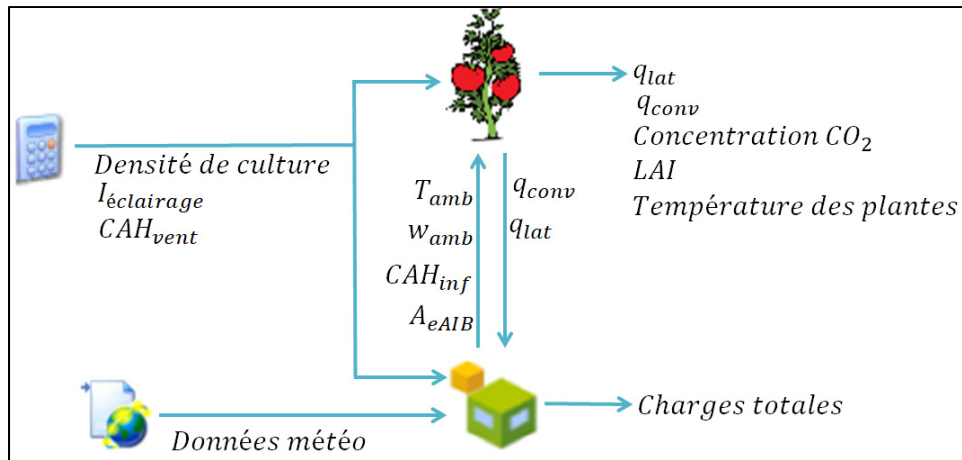 Densité de culture
I_éclairage
CAH_vent
T_amb
w_amb
CAH_inf
A_eAIB
q_conv
q_lat
q_lat
q_conv
Concentration CO₂
LAI
Température des plantes
Données météo
Charges totales